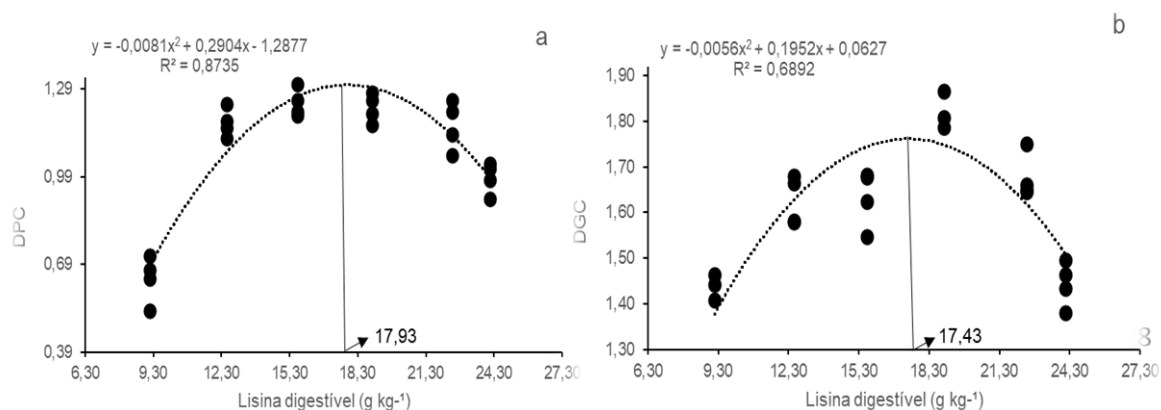 a
y = -0,0081x² + 0,2904x - 1,2877
R² = 0,8735
1,29
0,99
0,69
0,39
DPC
17,93
6,30 9,30 12,30 15,30 18,30 21,30 24,30 27,30
Lisina digestível (g kg-¹)
b
y = -0,0056x² + 0,1952x + 0,0627
R² = 0,6892
1,90
1,80
1,70
1,60
1,50
1,40
1,30
DGC
17,43
8
6,30 9,30 12,30 15,30 18,30 21,30 24,30 27,30
Lisina digestível (g kg-¹)